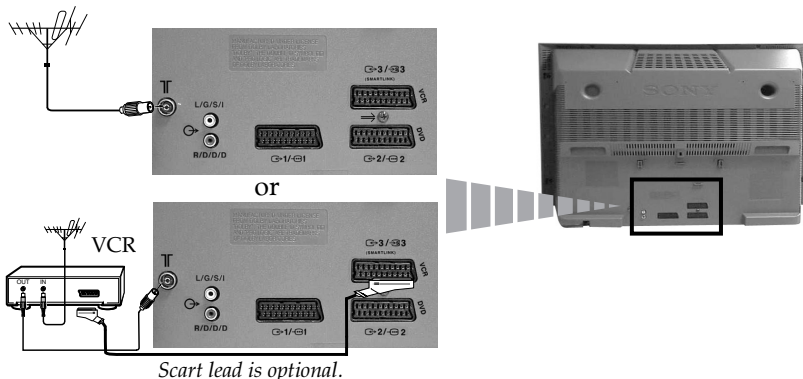 L/G/S/I
R/D/D/D
1/ 1
3/ 3
(SMARTLINK)
VCR
DVD
2/ 2
or
VCR
OUT IN
L/G/S/I
R/D/D/D
1/ 1
3/ 3
(SMARTLINK)
VCR
DVD
2/ 2
Scart lead is optional.
SONY